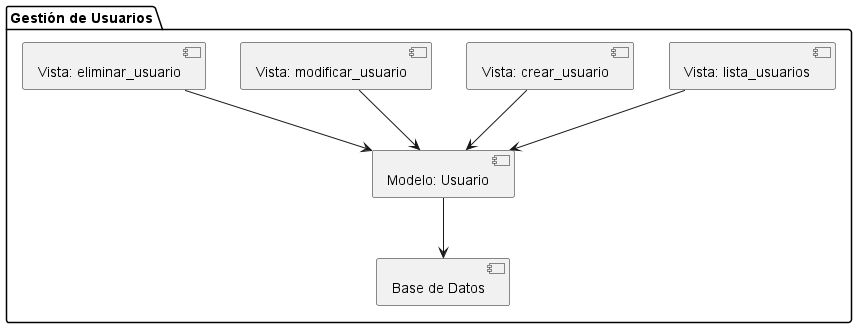 Gestión de Usuarios
Vista: eliminar_usuario
Vista: modificar_usuario
Vista: crear_usuario
Vista: lista_usuarios
Modelo: Usuario
Base de Datos